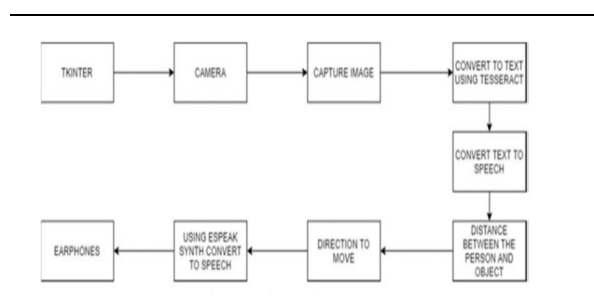 TKINTER
CAMERA
CAPTURE IMAGE
CONVERT TO TEXT
USING TESSERACT
CONVERT TEXT TO
SPEECH
DISTANCE
BETWEEN THE
PERSON AND
OBJECT
DIRECTION TO
MOVE
USING ESPEAK
SYNTH CONVERT
TO SPEECH
EARPHONES